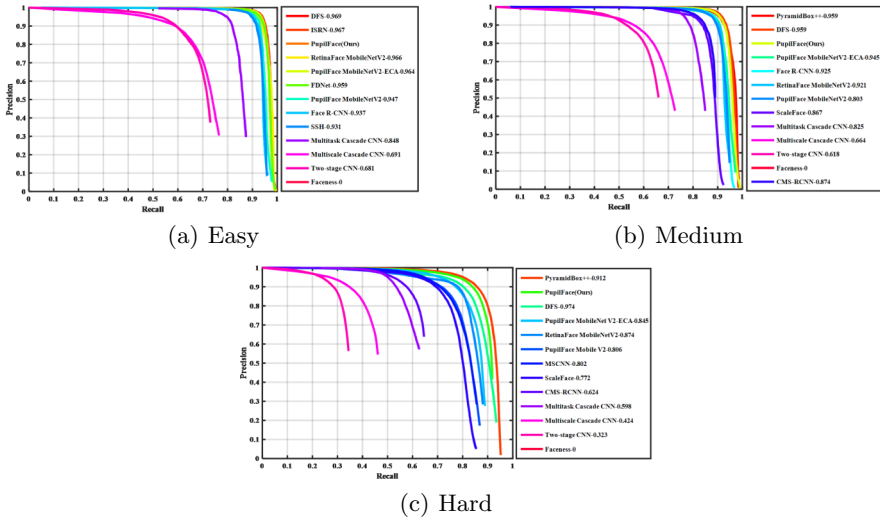 1
0.9
0.8
0.7
0.6
0.5
0.4
0.3
0.2
0.1
0
Precision
0 0.1 0.2 0.3 0.4 0.5 0.6 0.7 0.8 0.9 1
Recall
DFS-0.969
ISRN-0.967
PupilFace(Ours)
RetinaFace MobileNetV2-0.966
PupilFace MobileNetV2-ECA-0.964
FDNet-0.959
PupilFace MobileNetV2-0.947
Face R-CNN-0.937
SSH-0.931
Multitask Cascade CNN-0.848
Multiscale Cascade CNN-0.691
Two-stage CNN-0.681
Faceness-0
(a) Easy
1
0.9
0.8
0.7
0.6
0.5
0.4
0.3
0.2
0.1
0
Precision
0 0.1 0.2 0.3 0.4 0.5 0.6 0.7 0.8 0.9 1
Recall
PyramidBox++-0.959
DFS-0.959
PupilFace(Ours)
PupilFace MobileNetV2-ECA-0.945
Face R-CNN-0.925
RetinaFace MobileNetV2-0.921
PupilFace MobileNetV2-0.803
ScaleFace-0.867
Multitask Cascade CNN-0.825
Multiscale Cascade CNN-0.664
Two-stage CNN-0.618
Faceness-0
CMS-RCNN-0.874
(b) Medium
1
0.9
0.8
0.7
0.6
0.5
0.4
0.3
0.2
0.1
0
Precision
0 0.1 0.2 0.3 0.4 0.5 0.6 0.7 0.8 0.9 1
Recall
PyramidBox++-0.912
PupilFace(Ours)
DFS-0.974
PupilFace MobileNet V2-ECA-0.845
RetinaFace MobileNetV2-0.874
PupilFace Mobile V2-0.806
MSCNN-0.802
ScaleFace-0.772
CMS-RCNN-0.624
Multitask Cascade CNN-0.598
Multiscale Cascade CNN-0.424
Two-stage CNN-0.323
Faceness-0
(c) Hard